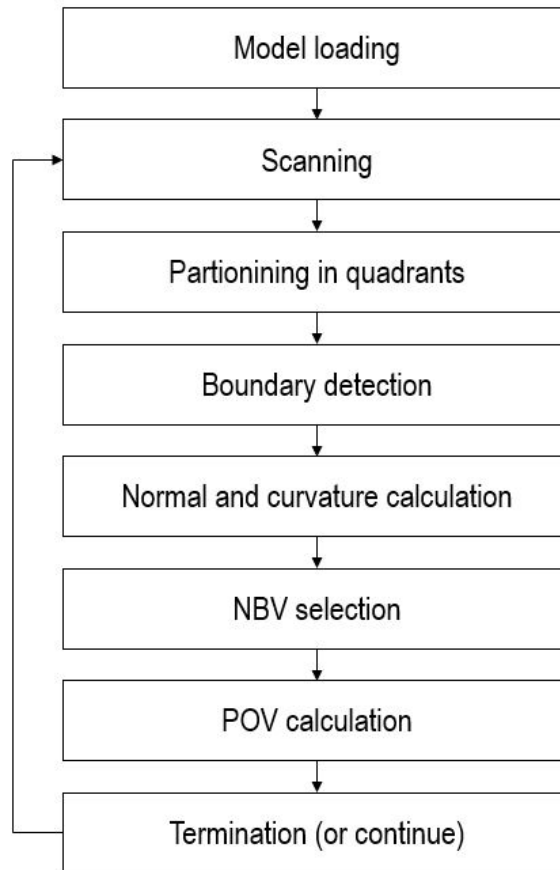 Model loading
Scanning
Partionining in quadrants
Boundary detection
Normal and curvature calculation
NBV selection
POV calculation
Termination (or continue)